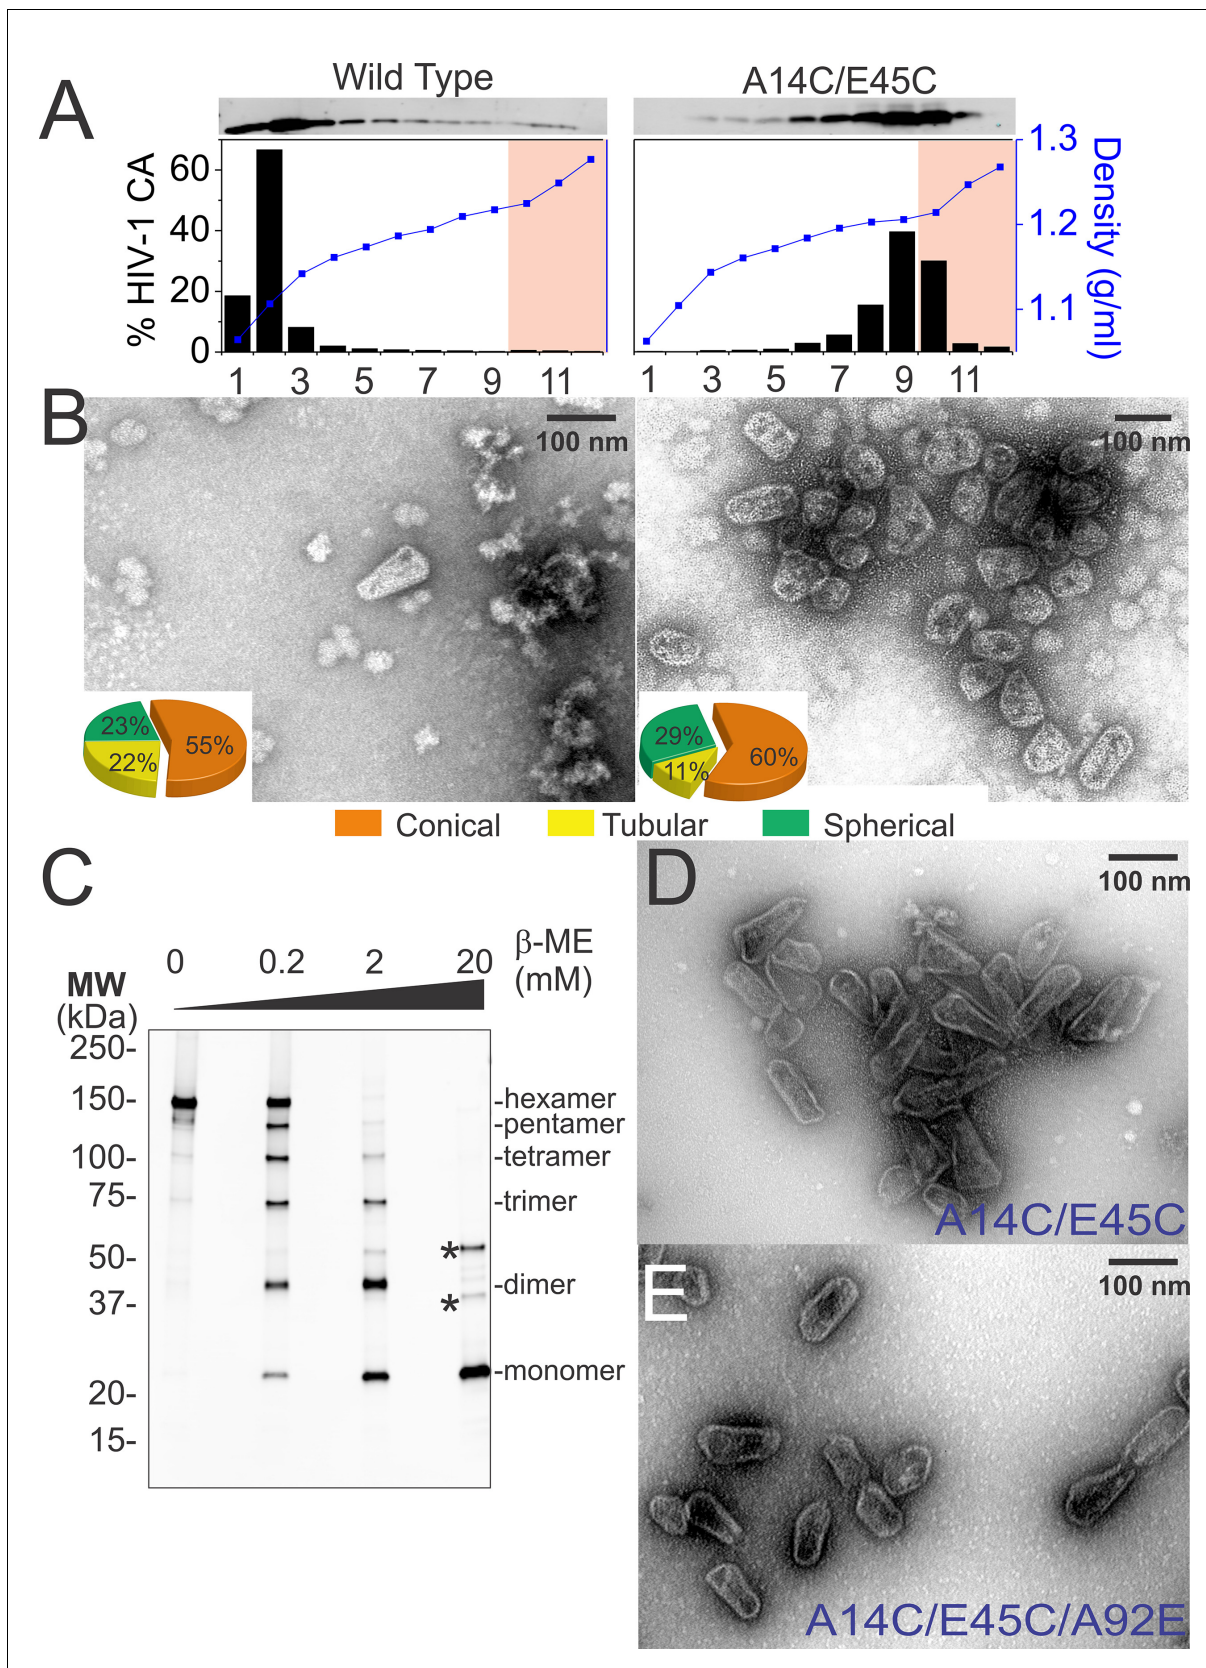 A
Wild Type
A14C/E45C
% HIV-1 CA
60
40
20
0
1 3 5 7 9 11
1 3 5 7 9 11
1.3
1.2
1.1
Density (g/ml)
B
100 nm
100 nm
23%
22%
55%
29%
11%
60%
Conical Tubular Spherical
C
0 0.2 2 20 β-ME (mM)
MW
(kDa)
250-
150-
100-
75-
50-
37-
20-
15-
-hexamer
-pentamer
-tetramer
-trimer
*
-dimer
*
-monomer
D
100 nm
A14C/E45C
E
100 nm
A14C/E45C/A92E